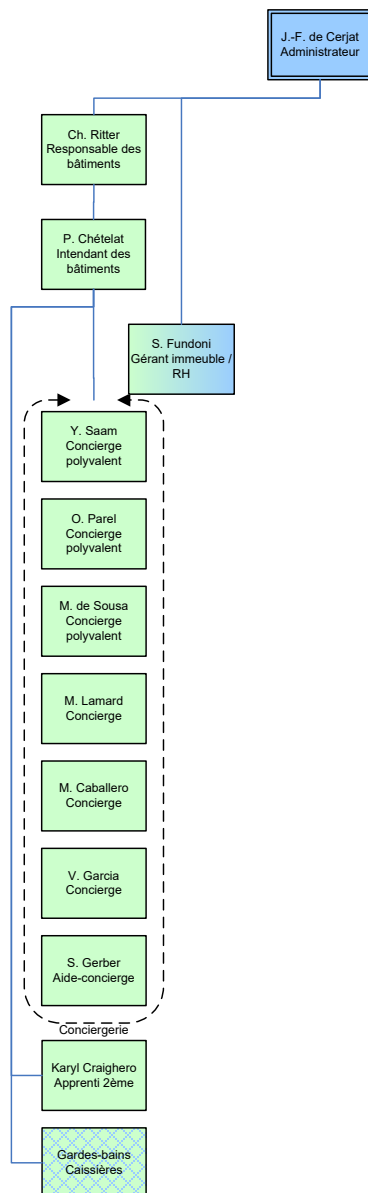 J.-F. de Cerjat
Administrateur
Ch. Ritter
Responsable des
bâtiments
P. Chételat
Intendant des
bâtiments
S. Fundoni
Gérant immeuble /
RH
Y. Saam
Concierge
polyvalent
O. Parel
Concierge
polyvalent
M. de Sousa
Concierge
polyvalent
M. Lamard
Concierge
M. Caballero
Concierge
V. Garcia
Concierge
S. Gerber
Aide-concierge
Conciergerie
Karyl Craighero
Apprenti 2ème
Gardes-bains
Caissières